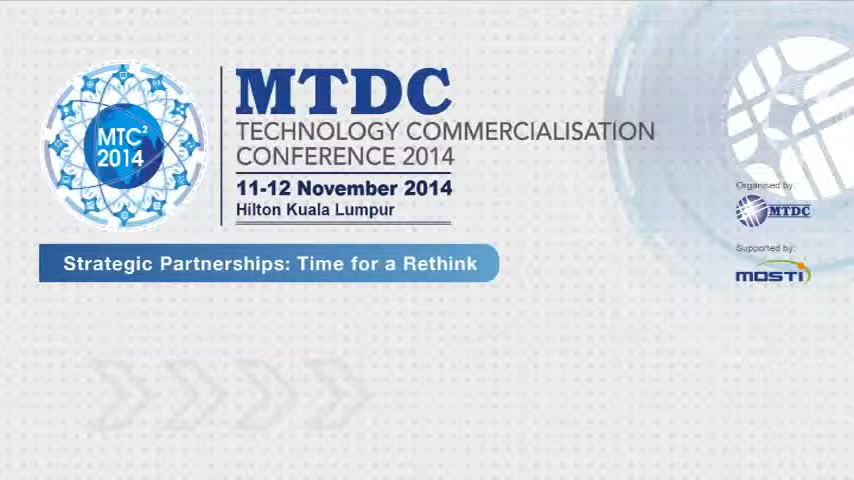 MTC²
2014
MTDC
TECHNOLOGY COMMERCIALISATION
CONFERENCE 2014
11-12 November 2014
Hilton Kuala Lumpur
Strategic Partnerships: Time for a Rethink
Organised by:
MTDC
Supported by:
MOSTI